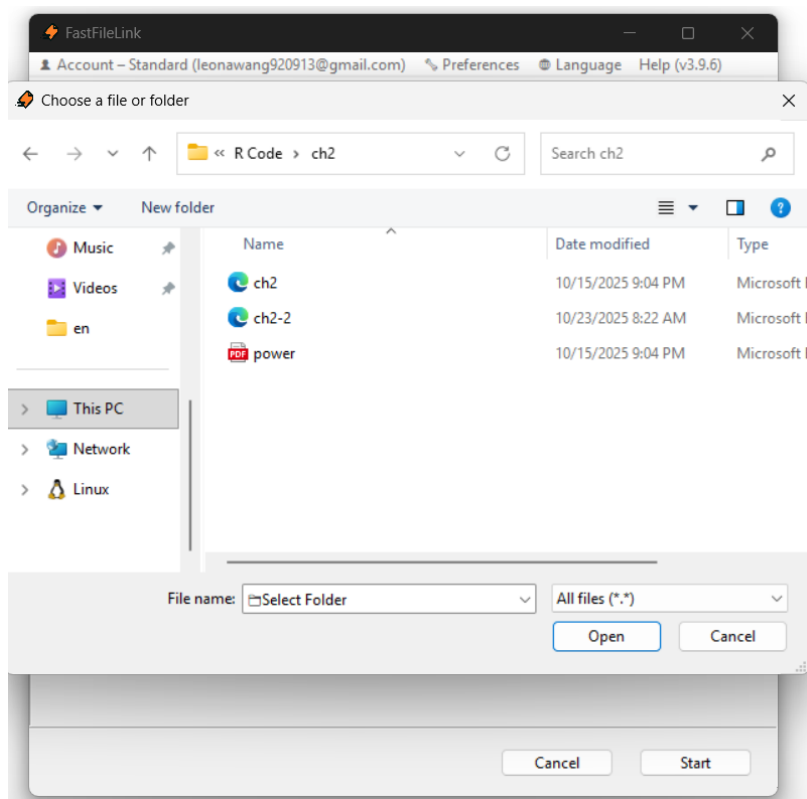 FastFileLink
Account – Standard (leonawang920913@gmail.com) Preferences Language Help (v3.9.6)
Choose a file or folder
« R Code › ch2
Search ch2
Organize New folder
Name Date modified Type
Music
Videos
en
This PC
Network
Linux
ch2 10/15/2025 9:04 PM Microsoft
ch2-2 10/23/2025 8:22 AM Microsoft
PDF power 10/15/2025 9:04 PM Microsoft
File name: Select Folder All files (*.*)
Open Cancel
Cancel Start